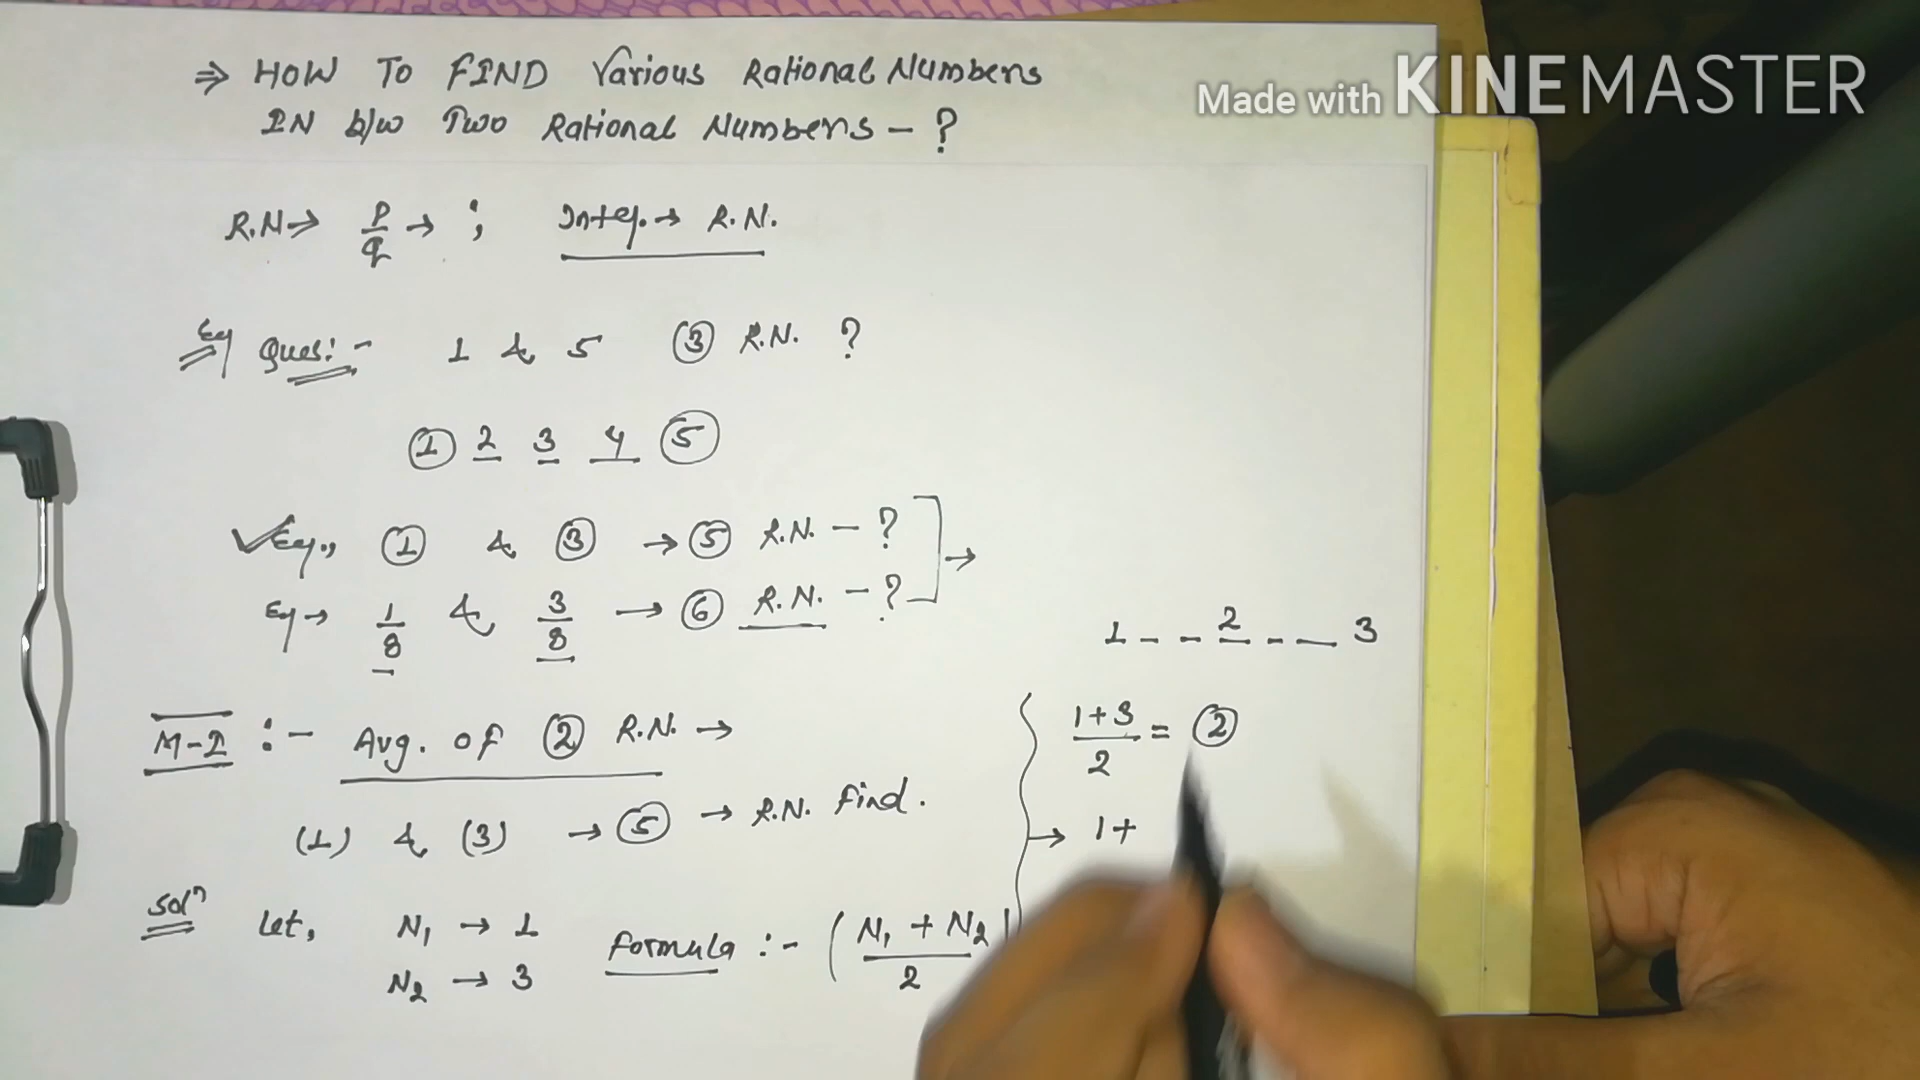 ⇒ HOW TO FIND Various Rational Numbers
IN b/w Two Rational Numbers – ?
Made with KINEMASTER
R.N → p/q → ; Integ. → R.N.
Eg Ques:- 1 & 5 ③ R.N. ?
① 2 3 4 ⑤
✓Eg., ① & ③ → ⑤ R.N. – ?
Eg → 1/8 & 3/8 → ⑥ R.N. – ?
1 - - 2 - - 3
M-I :- Avg. of ② R.N. →
(1) & (3) → ⑤ → R.N. Find.
(1+3)/2 = ②
→ 1+
Solⁿ Let, N₁ → 1
N₂ → 3
Formula :- (N₁ + N₂)/2